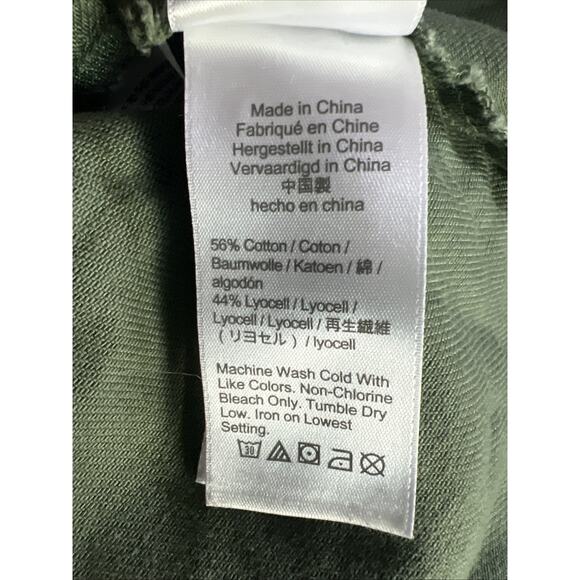 Made in China
Fabriqué en Chine
Hergestellt in China
Vervaardigd in China
中国製
hecho en china
56% Cotton / Coton /
Baumwolle / Katoen / 綿 /
algodón
44% Lyocell / Lyocell /
Lyocell / Lyocell / 再生繊維
(リヨセル) / lyocell
Machine Wash Cold With
Like Colors. Non-Chlorine
Bleach Only. Tumble Dry
Low. Iron on Lowest
Setting.
30